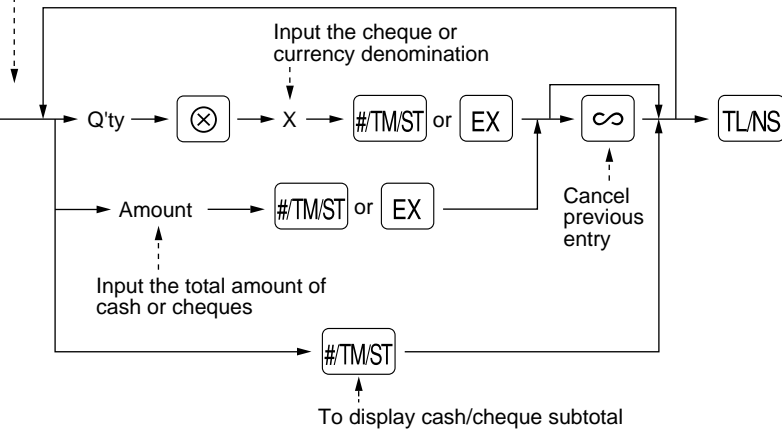 Input the cheque or
currency denomination
Q'ty ⊗ X #/TM/ST or EX ∞ TL/NS
Cancel
previous
entry
Amount #/TM/ST or EX
Input the total amount of
cash or cheques
#/TM/ST
To display cash/cheque subtotal